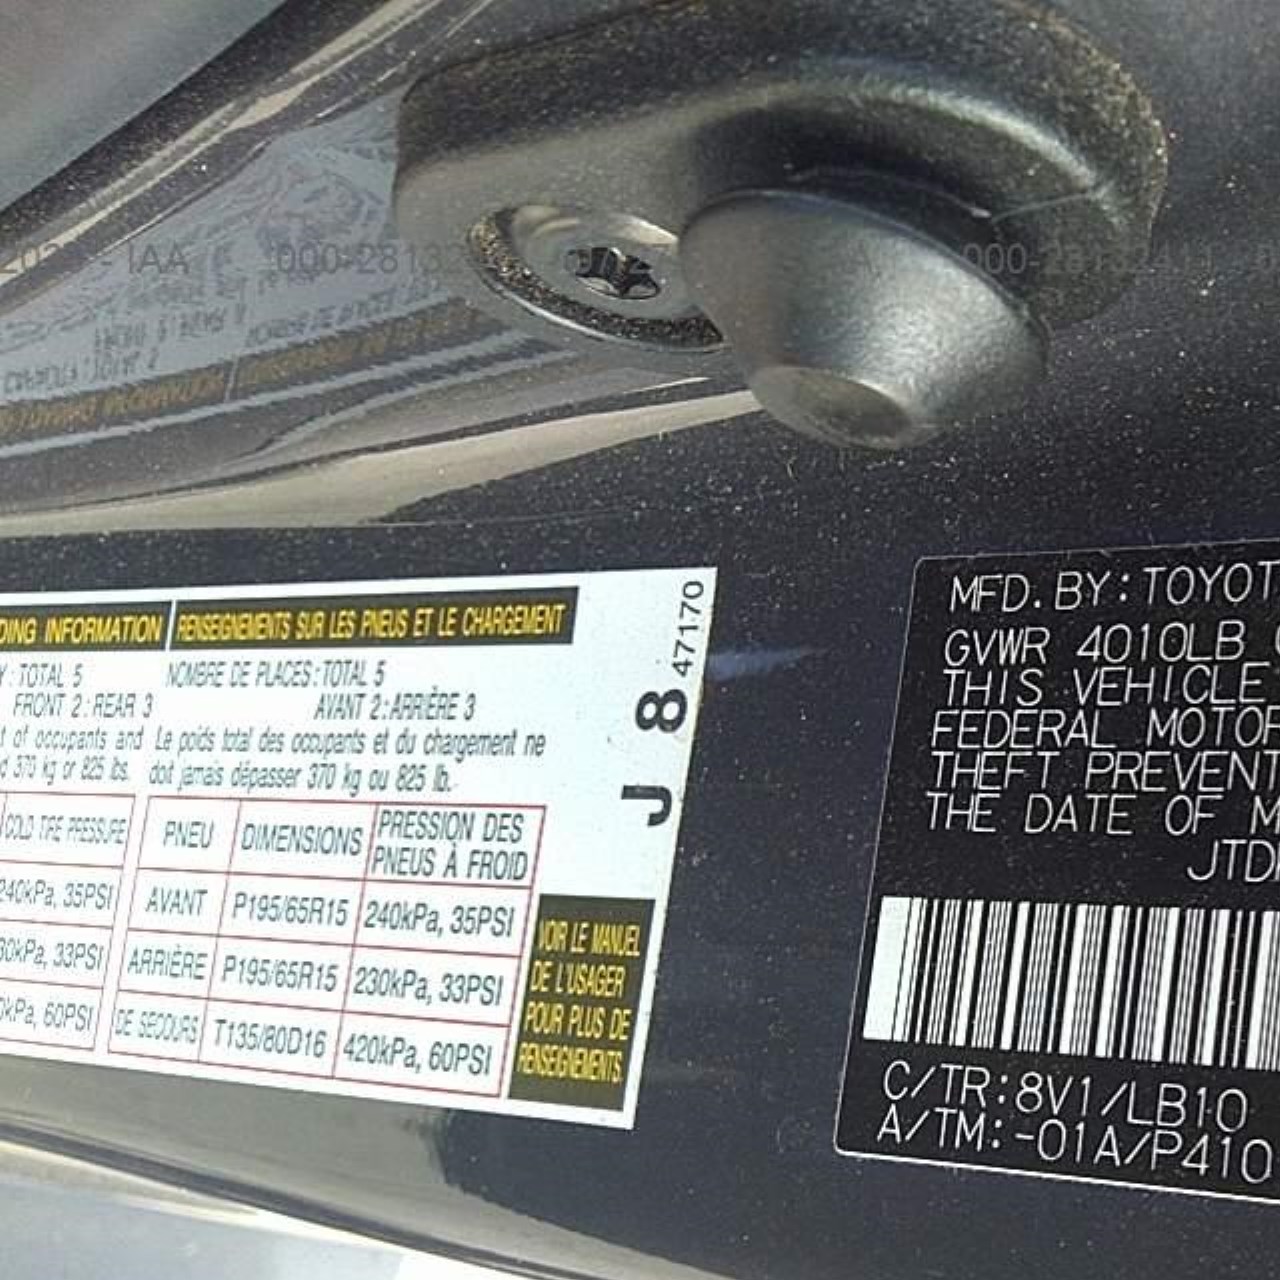 IAA
DING INFORMATION
RENSEIGNEMENTS SUR LES PNEUS ET LE CHARGEMENT
Y: TOTAL 5
FRONT 2: REAR 3
NOMBRE DE PLACES: TOTAL 5
AVANT 2: ARRIÈRE 3
t of occupants and
d 370 kg or 825 lbs.
Le poids total des occupants et du chargement ne
doit jamais dépasser 370 kg ou 825 lb.
COLD TIRE PRESSURE
240kPa, 35PSI
30kPa, 33PSI
0kPa, 60PSI
PNEU DIMENSIONS PRESSION DES PNEUS À FROID
AVANT P195/65R15 240kPa, 35PSI
ARRIÈRE P195/65R15 230kPa, 33PSI
DE SECOURS T135/80D16 420kPa, 60PSI
VOIR LE MANUEL
DE L'USAGER
POUR PLUS DE
RENSEIGNEMENTS.
J 8 47170
MFD. BY: TOYOT
GVWR 4010LB
THIS VEHICLE
FEDERAL MOTOR
THEFT PREVENT
THE DATE OF M
JTD
C/TR: 8V1/LB10
A/TM: -01A/P410